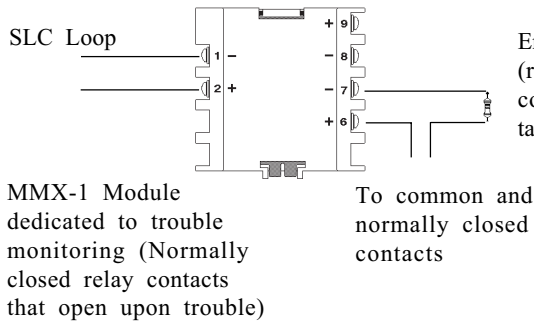 SLC Loop
1 -
2 +
+ 9
- 8
- 7
+ 6
MMX-1 Module
dedicated to trouble
monitoring (Normally
closed relay contacts
that open upon trouble)
To common and
normally closed
contacts